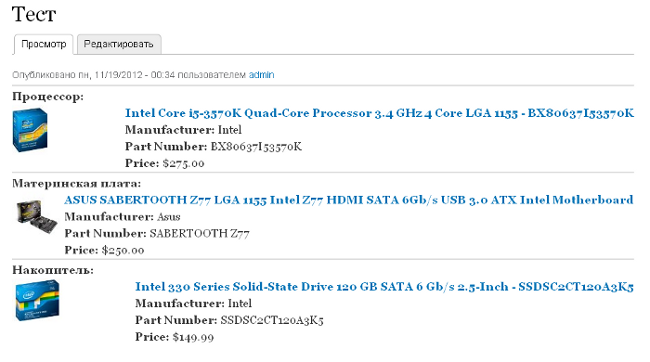 Тест
Просмотр Редактировать
Опубликовано пн, 11/19/2012 - 00:34 пользователем admin
Процессор:
Intel Core i5-3570K Quad-Core Processor 3.4 GHz 4 Core LGA 1155 - BX80637I53570K
Manufacturer: Intel
Part Number: BX80637I53570K
Price: $275.00
Материнская плата:
ASUS SABERTOOTH Z77 LGA 1155 Intel Z77 HDMI SATA 6Gb/s USB 3.0 ATX Intel Motherboard
Manufacturer: Asus
Part Number: SABERTOOTH Z77
Price: $250.00
Накопитель:
Intel 330 Series Solid-State Drive 120 GB SATA 6 Gb/s 2.5-Inch - SSDSC2CT120A3K5
Manufacturer: Intel
Part Number: SSDSC2CT120A3K5
Price: $149.99